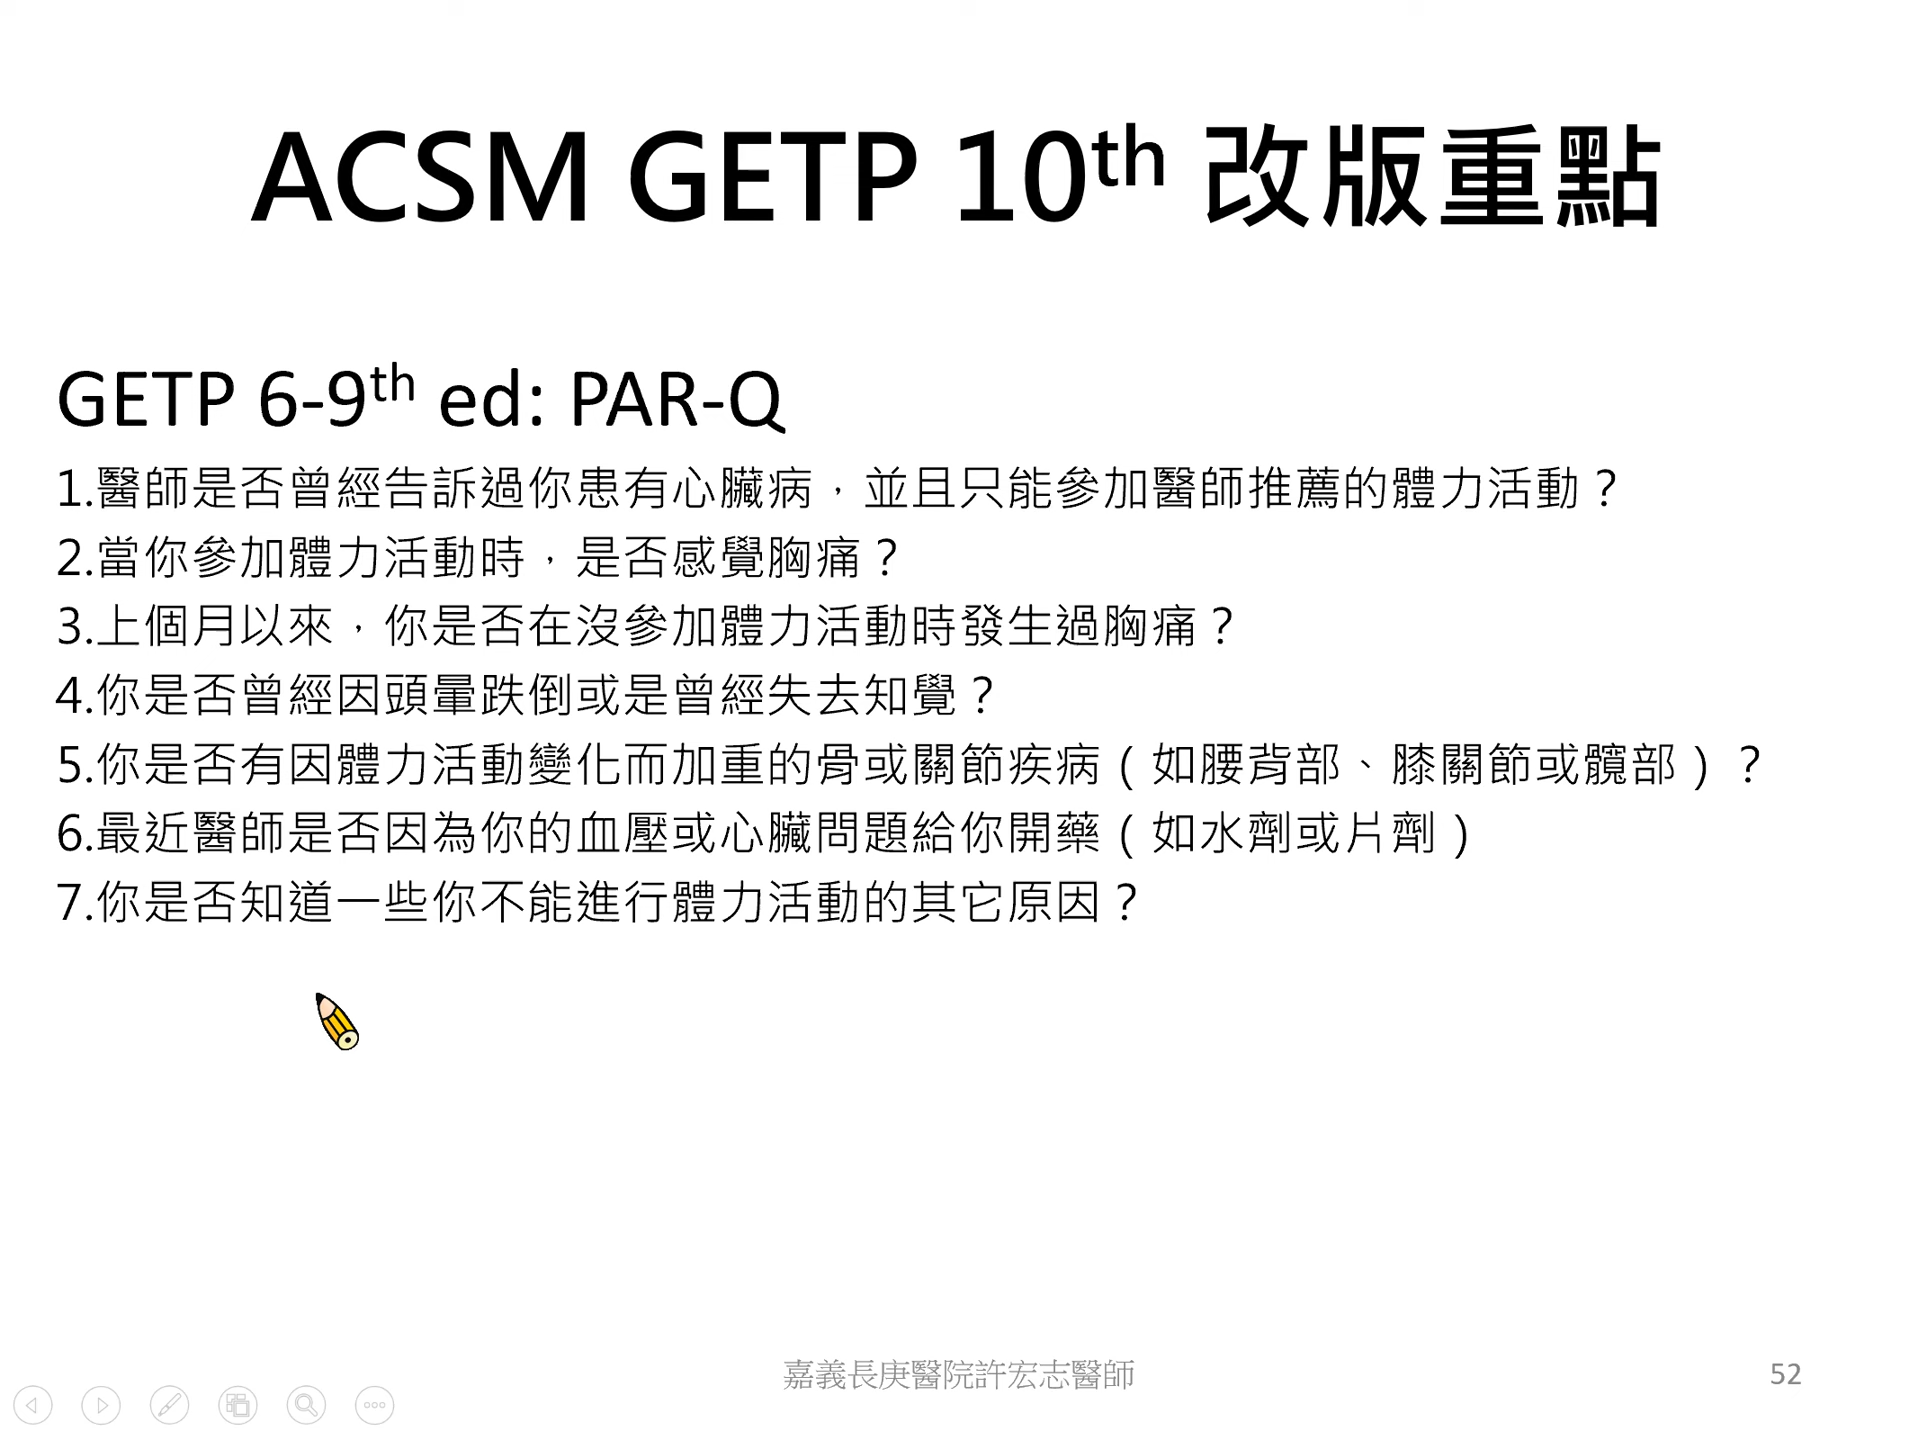 ACSM GETP 10th 改版重點
GETP 6-9th ed: PAR-Q
1.醫師是否曾經告訴過你患有心臟病，並且只能參加醫師推薦的體力活動？
2.當你參加體力活動時，是否感覺胸痛？
3.上個月以來，你是否在沒參加體力活動時發生過胸痛？
4.你是否曾經因頭暈跌倒或是曾經失去知覺？
5.你是否有因體力活動變化而加重的骨或關節疾病（如腰背部、膝關節或髖部）？
6.最近醫師是否因為你的血壓或心臟問題給你開藥（如水劑或片劑）
7.你是否知道一些你不能進行體力活動的其它原因？
嘉義長庚醫院許宏志醫師
52